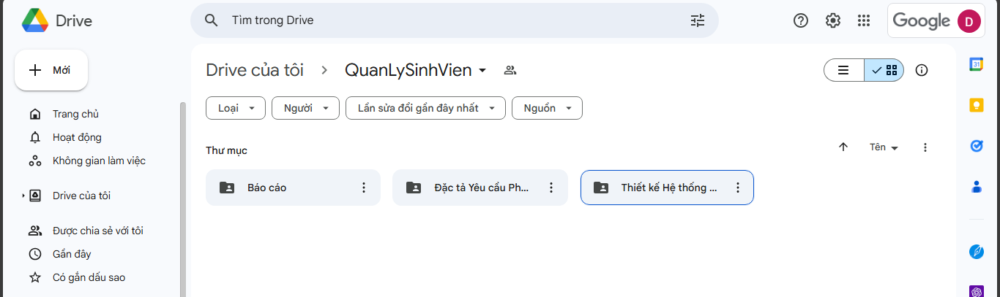 Drive
Tìm trong Drive
Google
D
Mới
Drive của tôi
QuanLySinhVien
Loại
Người
Lần sửa đổi gần đây nhất
Nguồn
Trang chủ
Hoạt động
Không gian làm việc
Drive của tôi
Được chia sẻ với tôi
Gần đây
Có gắn dấu sao
Thư mục
Tên
Báo cáo
Đặc tả Yêu cầu Ph...
Thiết kế Hệ thống ...
31